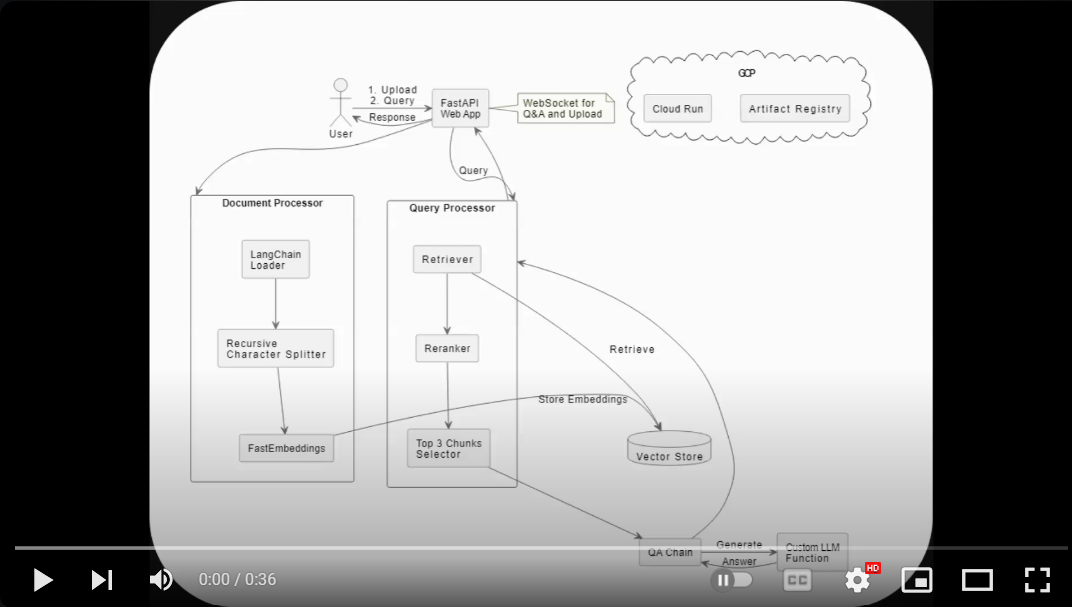 GCP
1. Upload
2. Query
Response
User
FastAPI
Web App
WebSocket for
Q&A and Upload
Cloud Run
Artifact Registry
Query
Document Processor
LangChain
Loader
Recursive
Character Splitter
FastEmbeddings
Query Processor
Retriever
Reranker
Top 3 Chunks
Selector
Retrieve
Store Embeddings
Vector Store
QA Chain
Generate
Answer
Custom LLM
Function
0:00 / 0:36
CC
HD